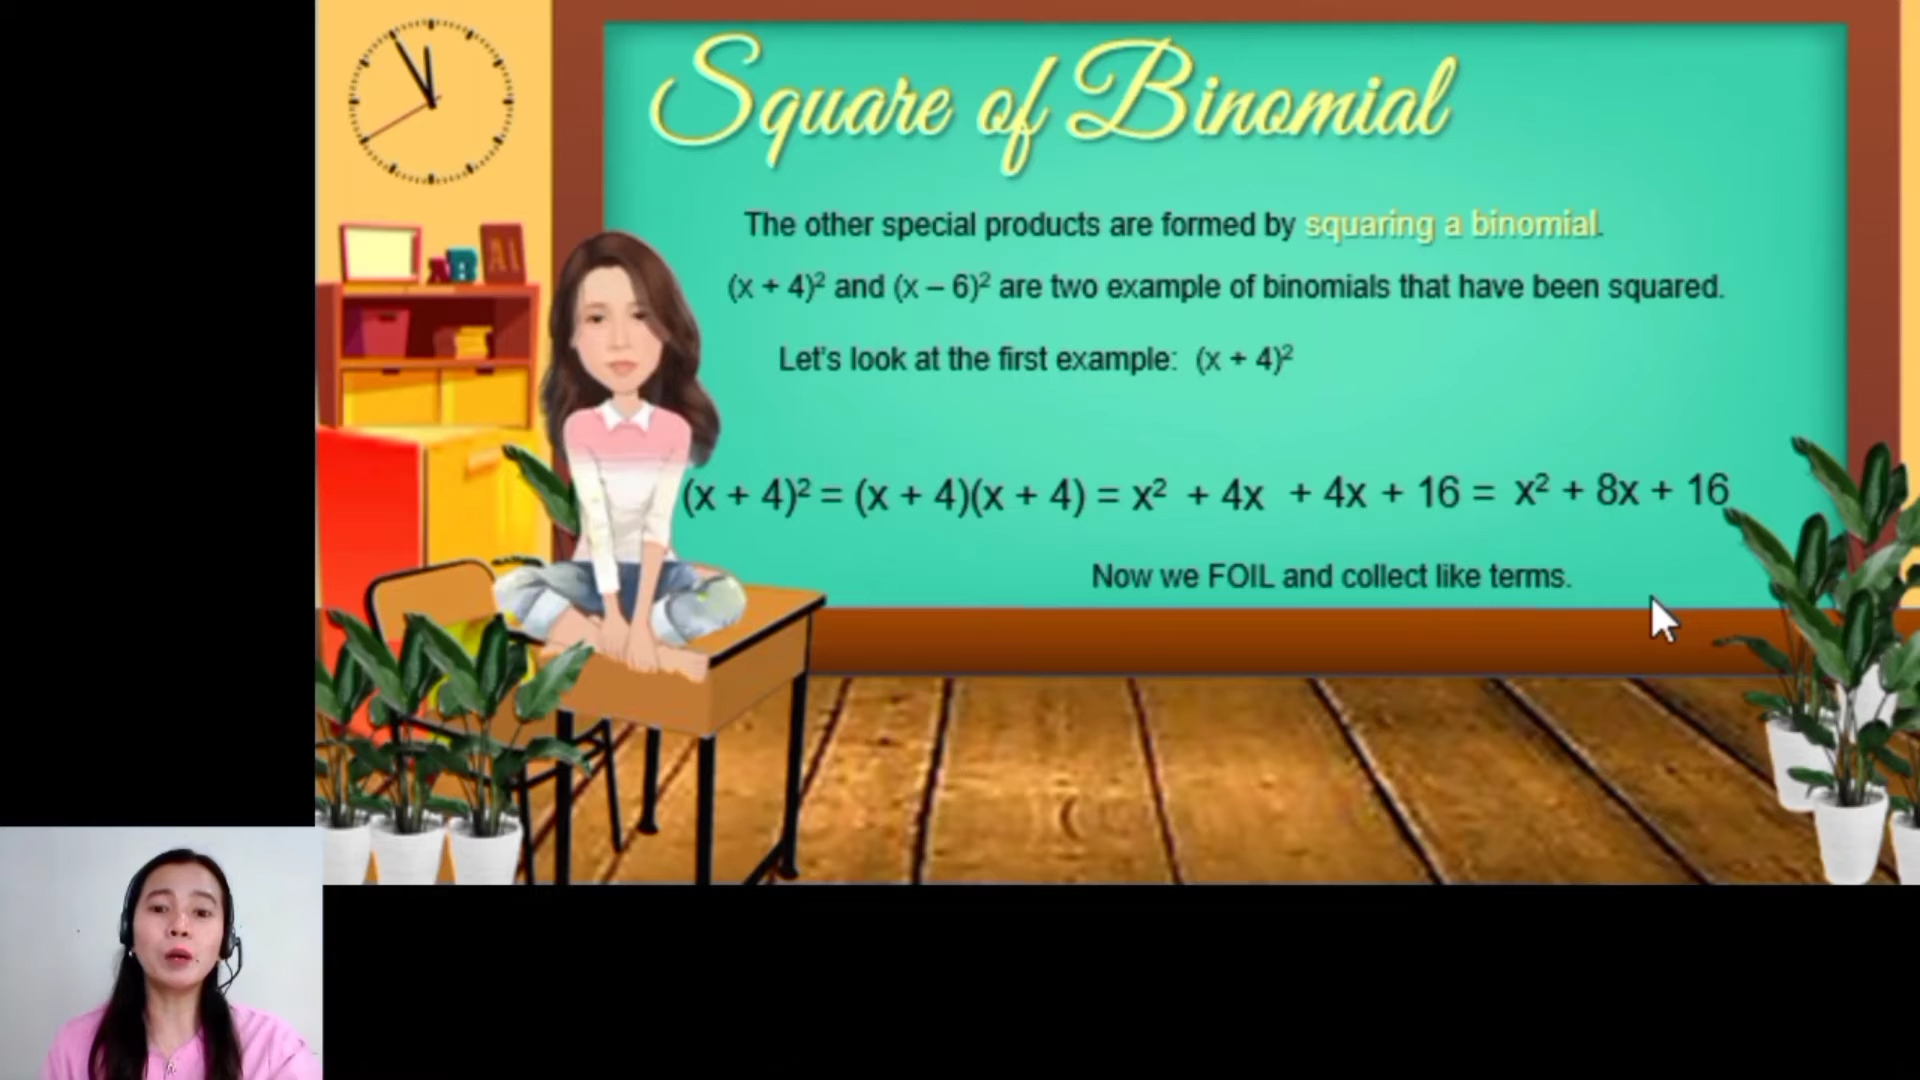 Square of Binomial
The other special products are formed by squaring a binomial.
(x + 4)² and (x – 6)² are two example of binomials that have been squared.
Let's look at the first example: (x + 4)²
(x + 4)² = (x + 4)(x + 4) = x² + 4x + 4x + 16 = x² + 8x + 16
Now we FOIL and collect like terms.